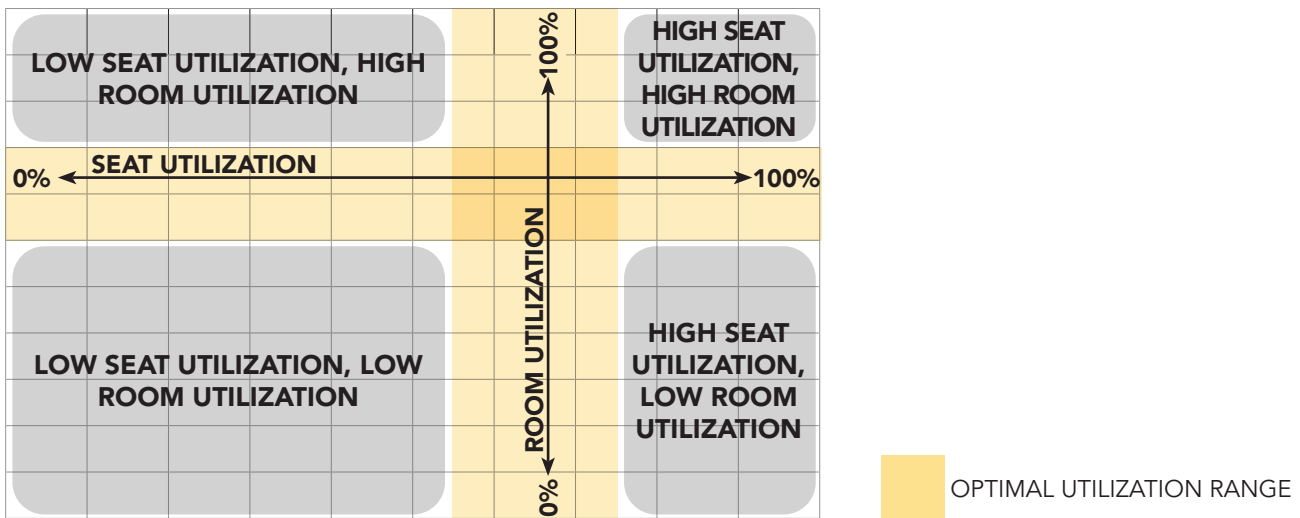 LOW SEAT UTILIZATION, HIGH
ROOM UTILIZATION
100%
HIGH SEAT
UTILIZATION,
HIGH ROOM
UTILIZATION
SEAT UTILIZATION
0%
100%
ROOM UTILIZATION
LOW SEAT UTILIZATION, LOW
ROOM UTILIZATION
HIGH SEAT
UTILIZATION,
LOW ROOM
UTILIZATION
0%
OPTIMAL UTILIZATION RANGE